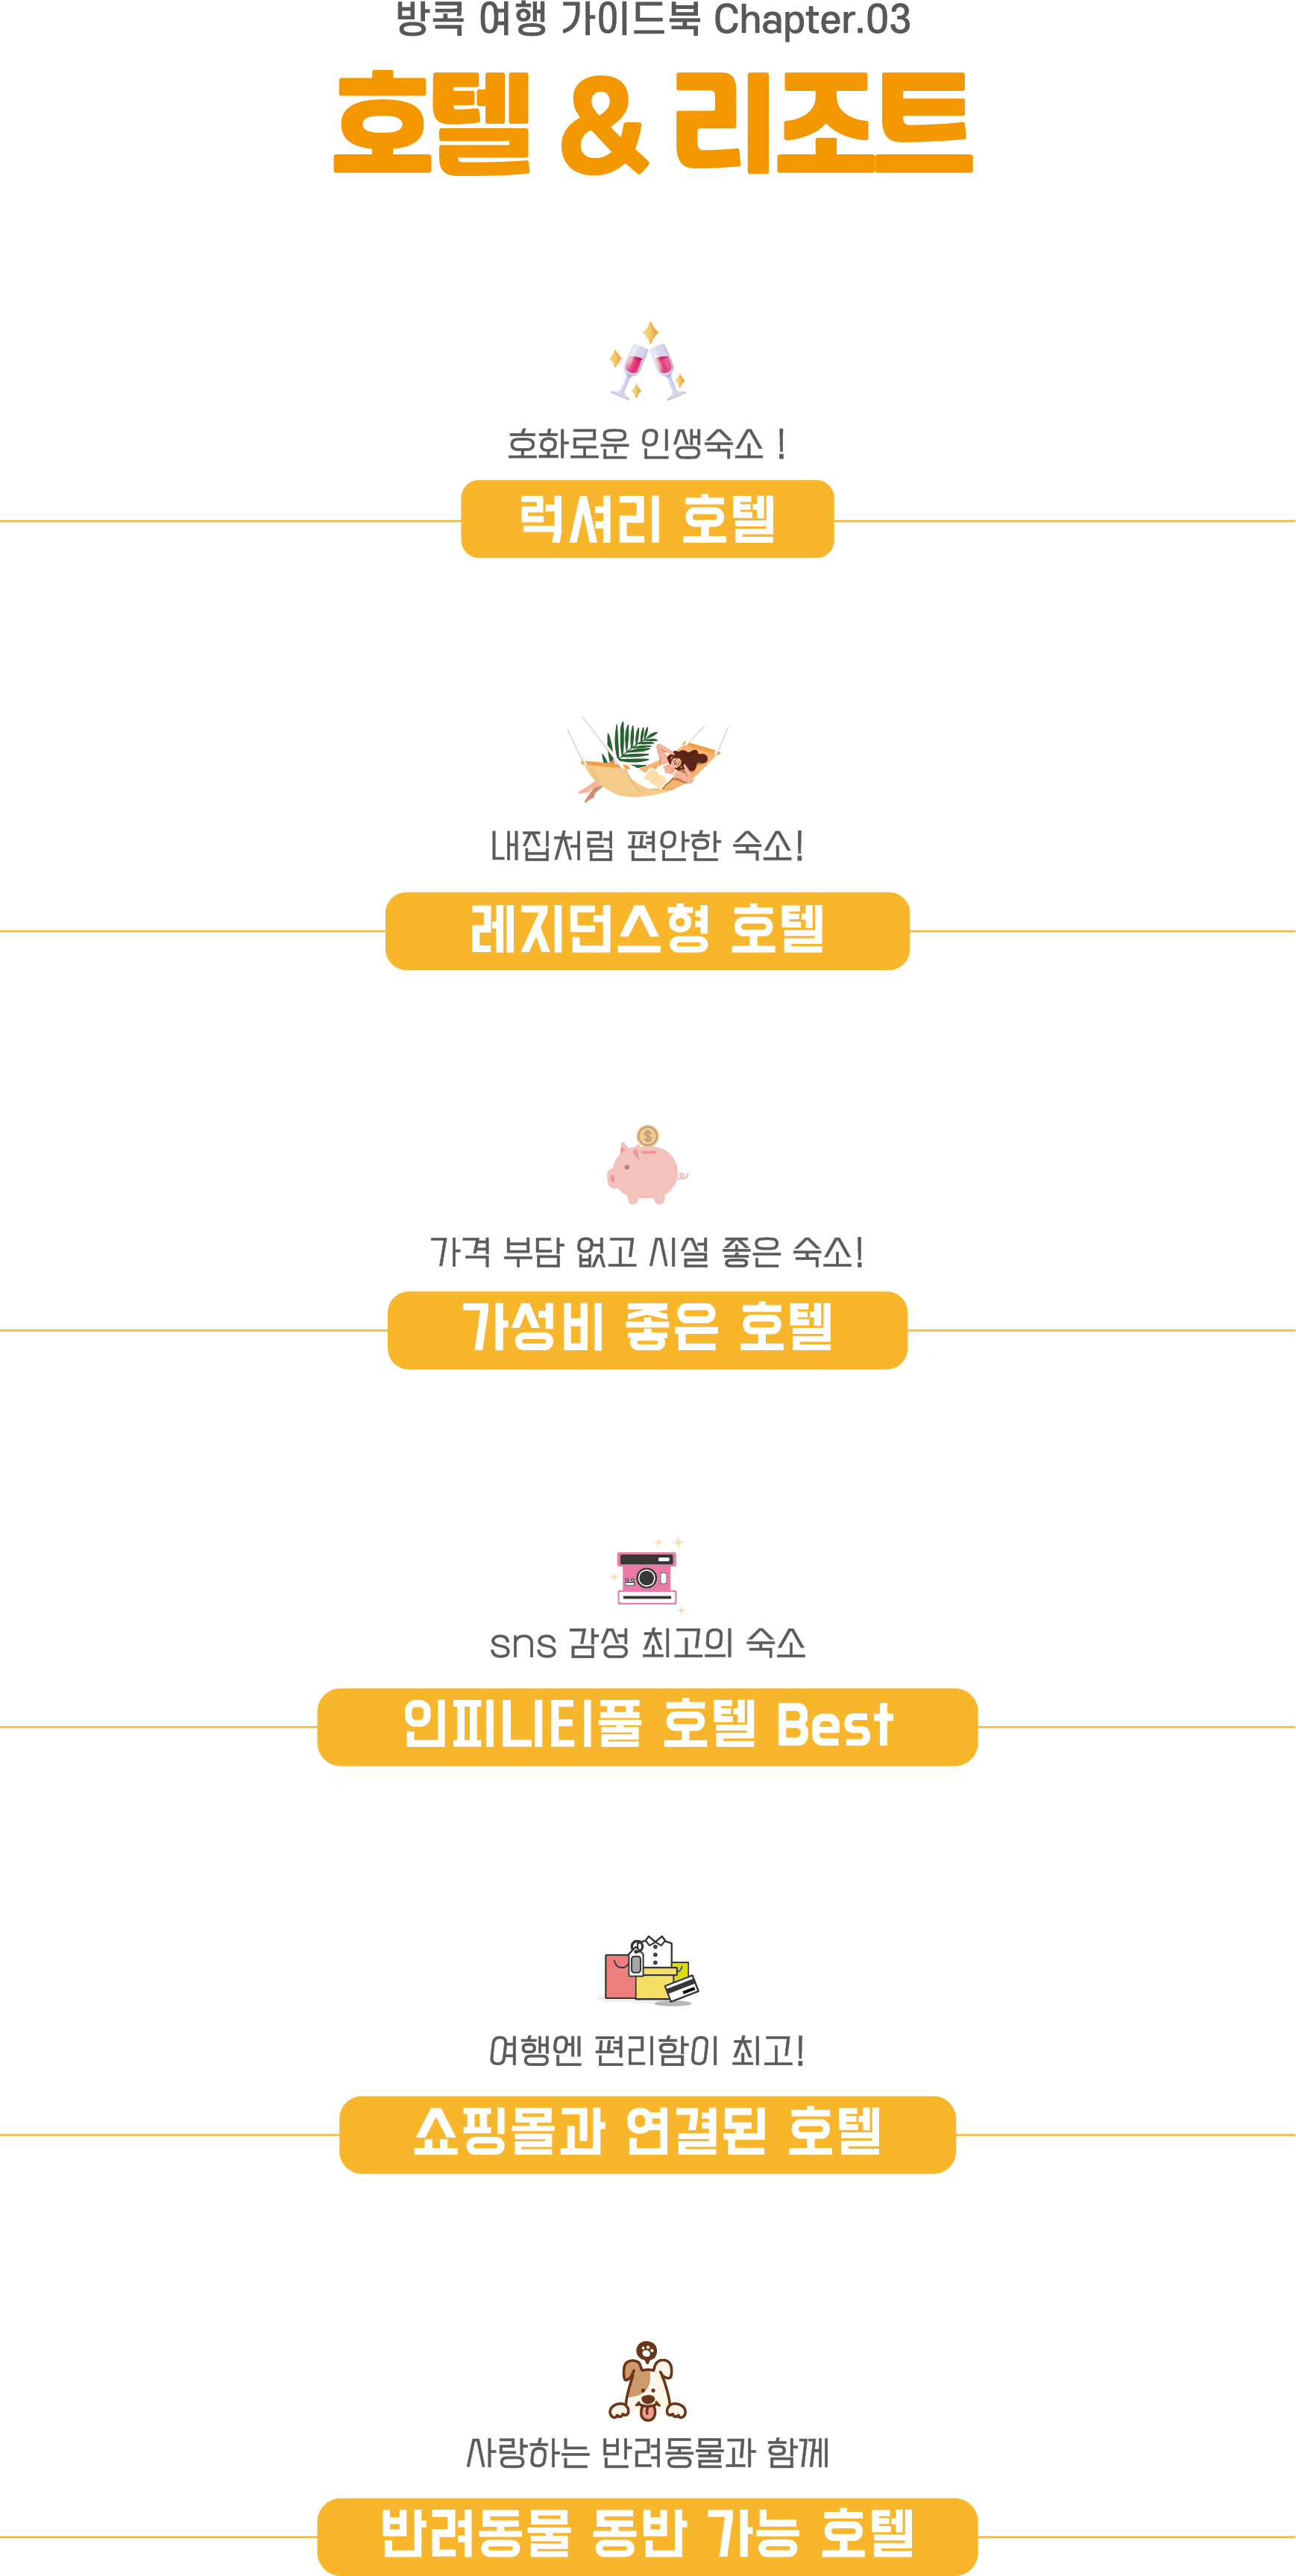 방콕 여행 가이드북 Chapter.03
호텔 & 리조트
호화로운 인생숙소 !
럭셔리 호텔
내집처럼 편안한 숙소!
레지던스형 호텔
$
가격 부담 없고 시설 좋은 숙소!
가성비 좋은 호텔
sns 감성 최고의 숙소
인피니티풀 호텔 Best
여행엔 편리함이 최고!
쇼핑몰과 연결된 호텔
사랑하는 반려동물과 함께
반려동물 동반 가능 호텔